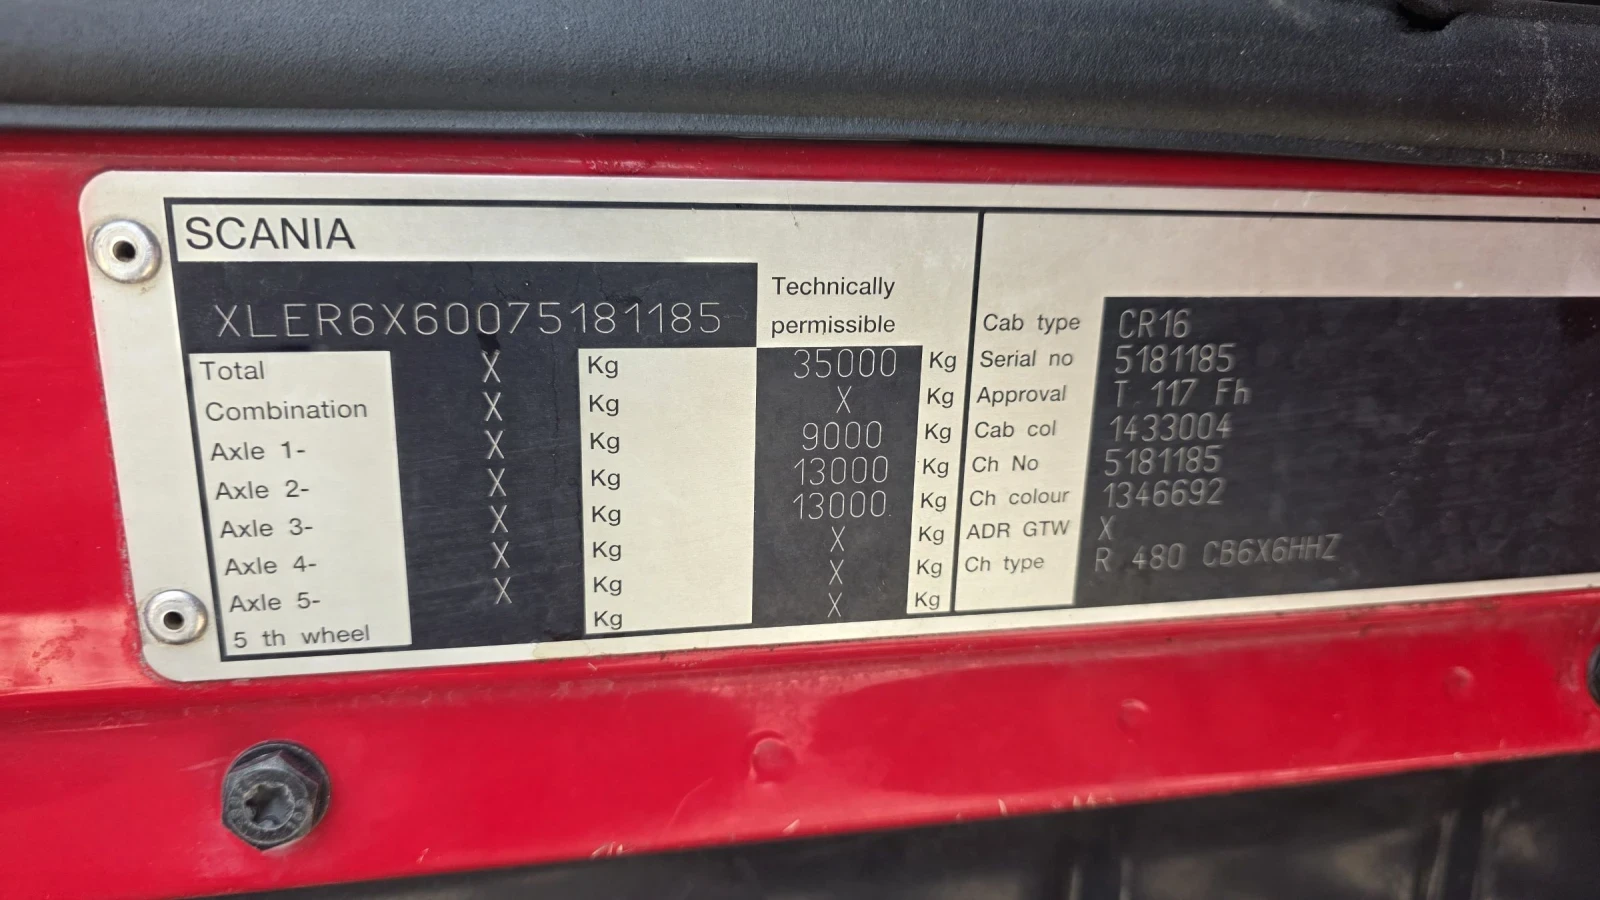 SCANIA
XLER6X60075181185
Technically
permissible
Total X Kg 35000 Kg
Combination X Kg X Kg
Axle 1- X Kg 9000 Kg
Axle 2- X Kg 13000 Kg
Axle 3- X Kg 13000 Kg
Axle 4- X Kg X Kg
Axle 5- X Kg X Kg
5 th wheel Kg X Kg
Cab type CR16
Serial no 5181185
Approval T 117 Fh
Cab col 1433004
Ch No 5181185
Ch colour 1346692
ADR GTW X
Ch type R 480 CB6X6HHZ